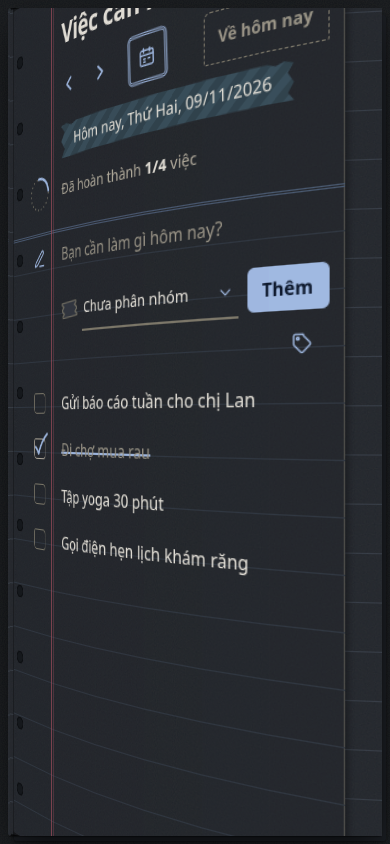 Việc cần
Về hôm nay
Hôm nay, Thứ Hai, 09/11/2026
Đã hoàn thành 1/4 việc
Bạn cần làm gì hôm nay?
Chưa phân nhóm
Thêm
Gửi báo cáo tuần cho chị Lan
Đi chợ mua rau
Tập yoga 30 phút
Gọi điện hẹn lịch khám răng